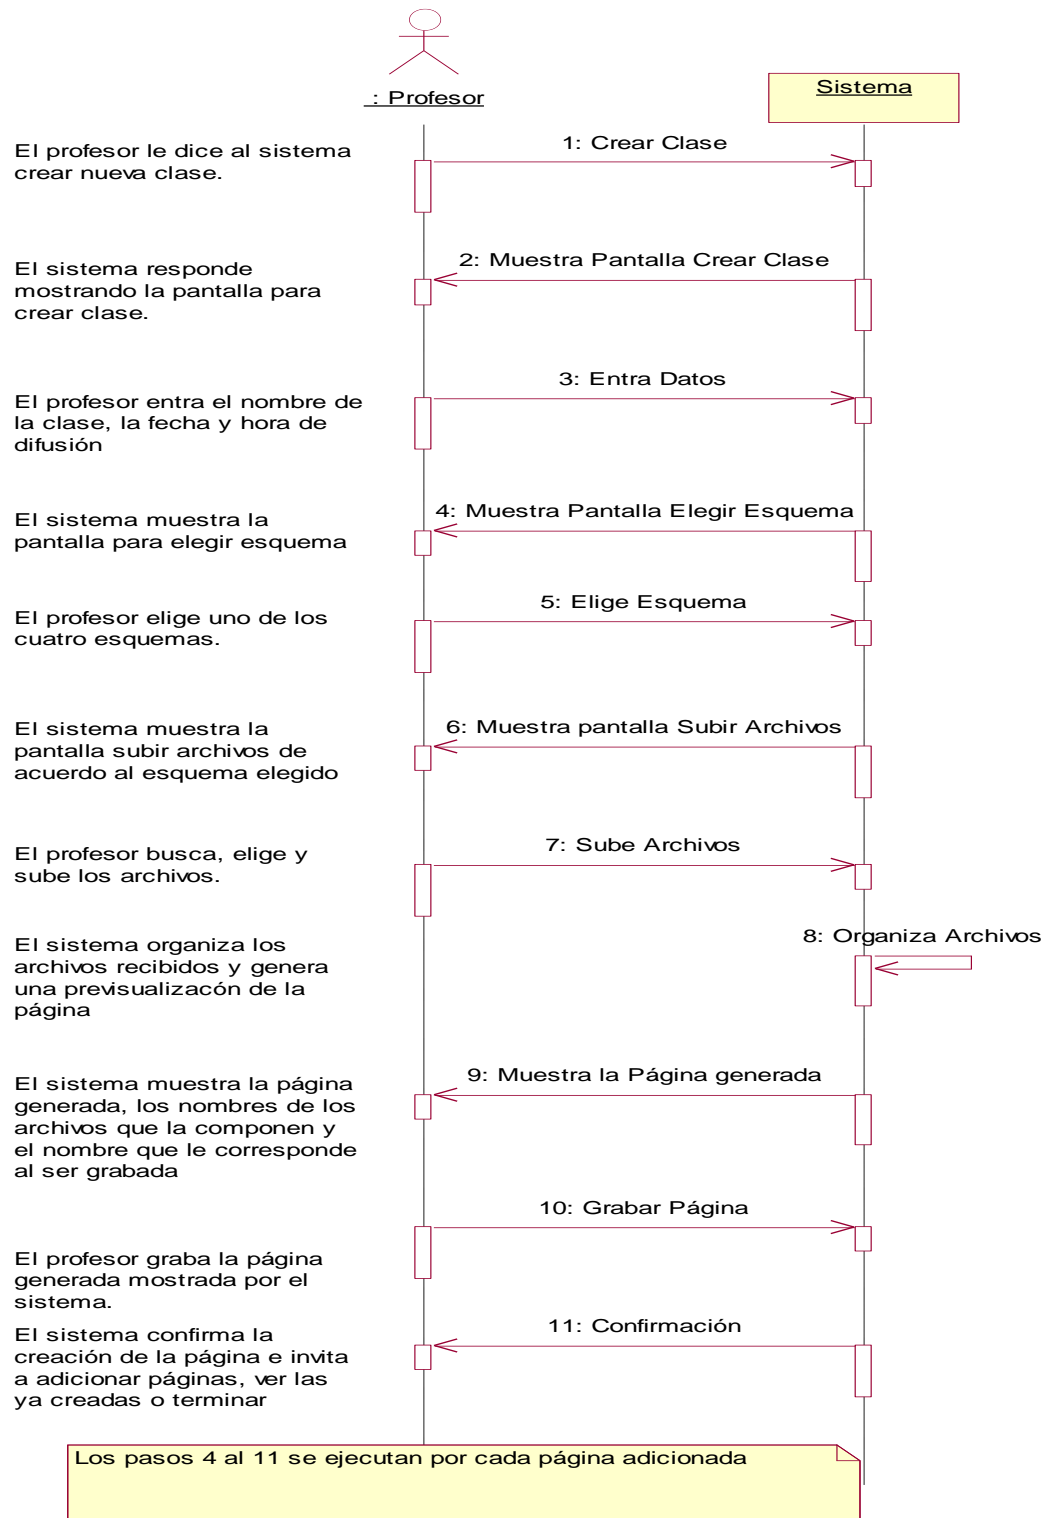 : Profesor
Sistema
El profesor le dice al sistema
crear nueva clase.
1: Crear Clase
El sistema responde
mostrando la pantalla para
crear clase.
2: Muestra Pantalla Crear Clase
El profesor entra el nombre de
la clase, la fecha y hora de
difusión
3: Entra Datos
El sistema muestra la
pantalla para elegir esquema
4: Muestra Pantalla Elegir Esquema
El profesor elige uno de los
cuatro esquemas.
5: Elige Esquema
El sistema muestra la
pantalla subir archivos de
acuerdo al esquema elegido
6: Muestra pantalla Subir Archivos
El profesor busca, elige y
sube los archivos.
7: Sube Archivos
El sistema organiza los
archivos recibidos y genera
una previsualizacón de la
página
8: Organiza Archivos
El sistema muestra la página
generada, los nombres de los
archivos que la componen y
el nombre que le corresponde
al ser grabada
9: Muestra la Página generada
El profesor graba la página
generada mostrada por el
sistema.
10: Grabar Página
El sistema confirma la
creación de la página e invita
a adicionar páginas, ver las
ya creadas o terminar
11: Confirmación
Los pasos 4 al 11 se ejecutan por cada página adicionada